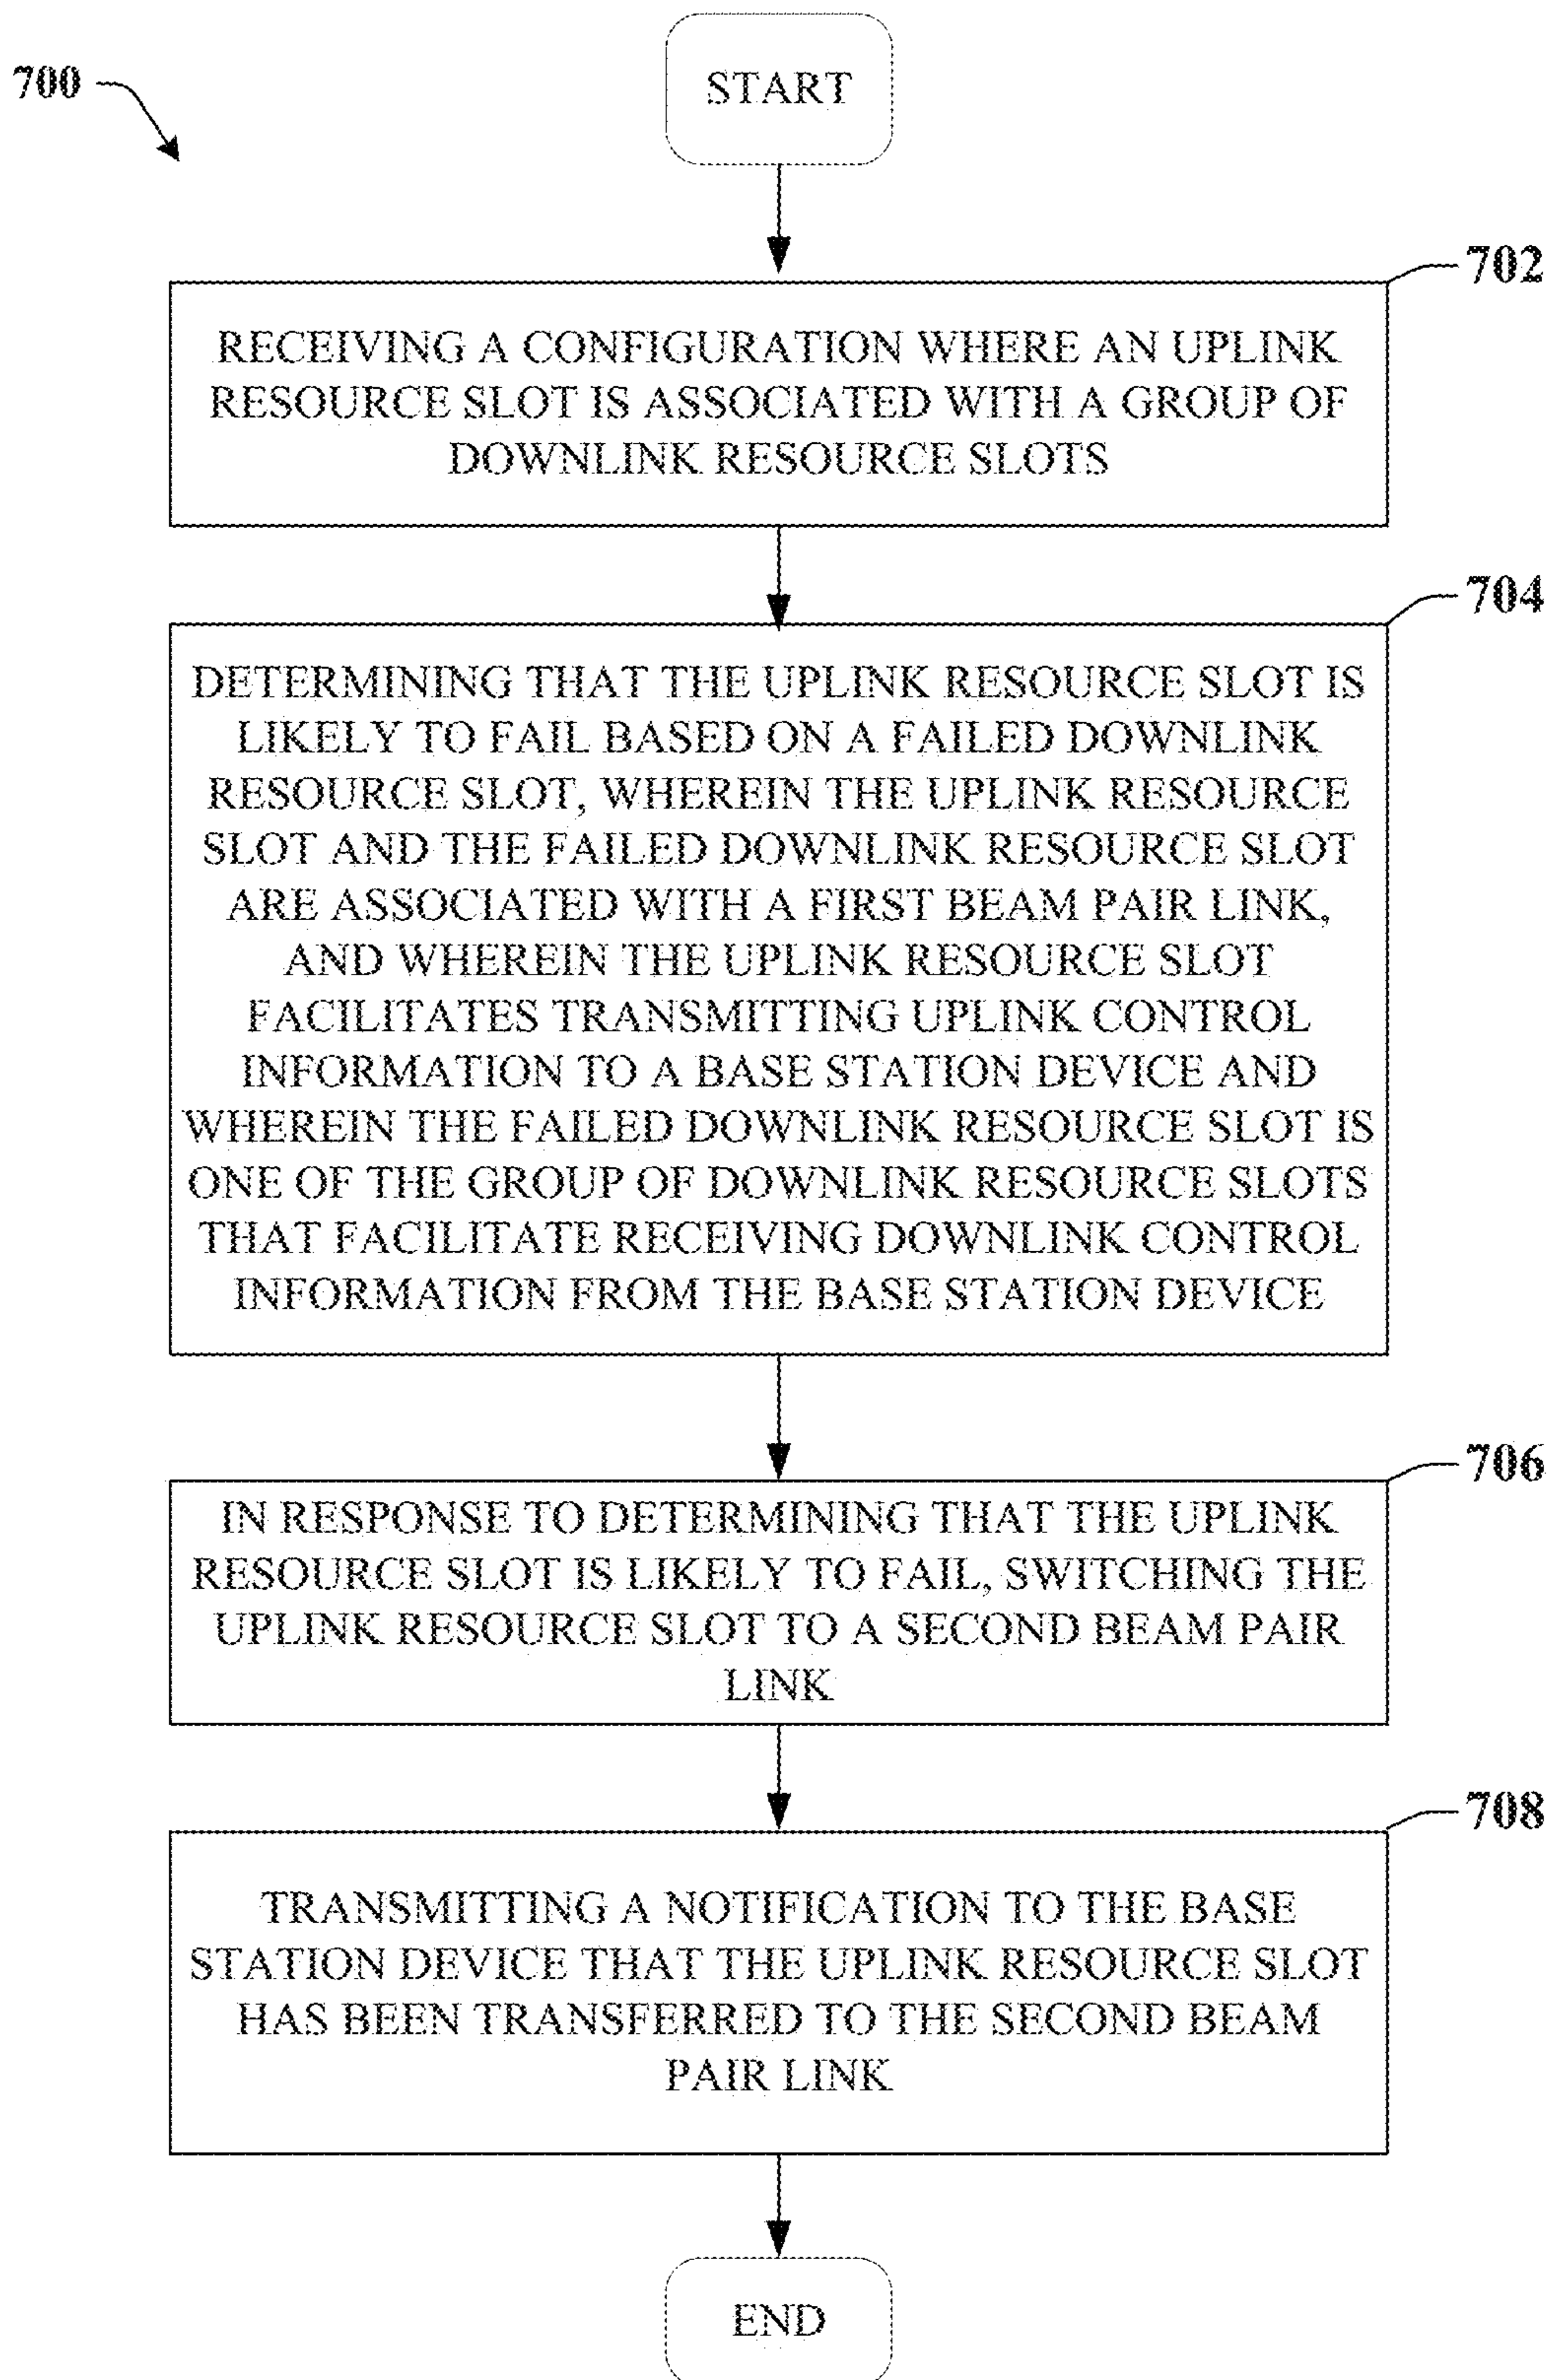 700
START
702
RECEIVING A CONFIGURATION WHERE AN UPLINK
RESOURCE SLOT IS ASSOCIATED WITH A GROUP OF
DOWNLINK RESOURCE SLOTS
704
DETERMINING THAT THE UPLINK RESOURCE SLOT IS
LIKELY TO FAIL BASED ON A FAILED DOWNLINK
RESOURCE SLOT, WHEREIN THE UPLINK RESOURCE
SLOT AND THE FAILED DOWNLINK RESOURCE SLOT
ARE ASSOCIATED WITH A FIRST BEAM PAIR LINK,
AND WHEREIN THE UPLINK RESOURCE SLOT
FACILITATES TRANSMITTING UPLINK CONTROL
INFORMATION TO A BASE STATION DEVICE AND
WHEREIN THE FAILED DOWNLINK RESOURCE SLOT IS
ONE OF THE GROUP OF DOWNLINK RESOURCE SLOTS
THAT FACILITATE RECEIVING DOWNLINK CONTROL
INFORMATION FROM THE BASE STATION DEVICE
706
IN RESPONSE TO DETERMINING THAT THE UPLINK
RESOURCE SLOT IS LIKELY TO FAIL, SWITCHING THE
UPLINK RESOURCE SLOT TO A SECOND BEAM PAIR
LINK
708
TRANSMITTING A NOTIFICATION TO THE BASE
STATION DEVICE THAT THE UPLINK RESOURCE SLOT
HAS BEEN TRANSFERRED TO THE SECOND BEAM
PAIR LINK
END